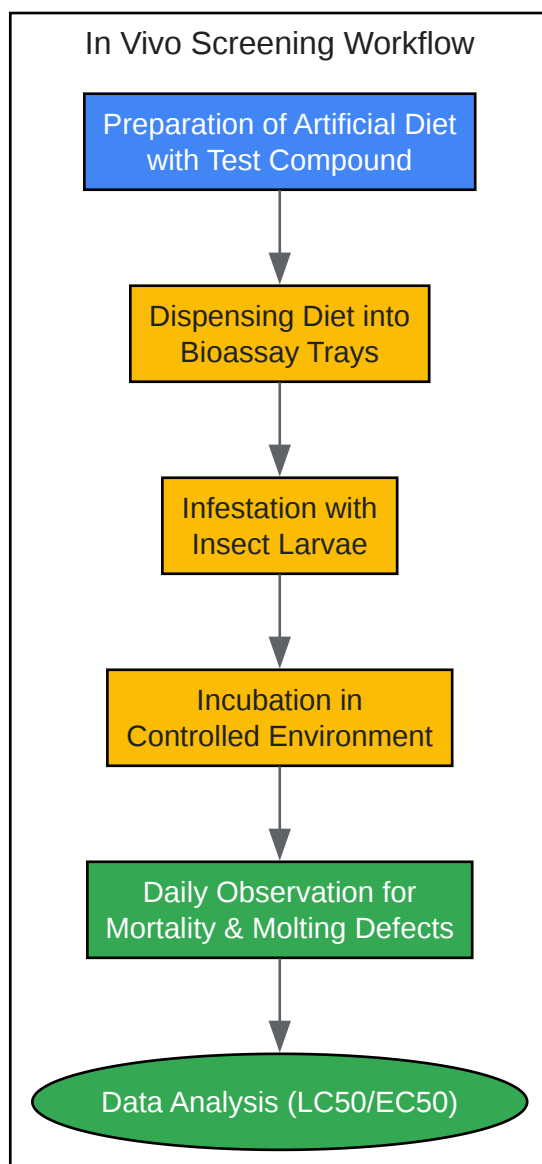 In Vivo Screening Workflow
Preparation of Artificial Diet
with Test Compound
Dispensing Diet into
Bioassay Trays
Infestation with
Insect Larvae
Incubation in
Controlled Environment
Daily Observation for
Mortality & Molting Defects
Data Analysis (LC50/EC50)